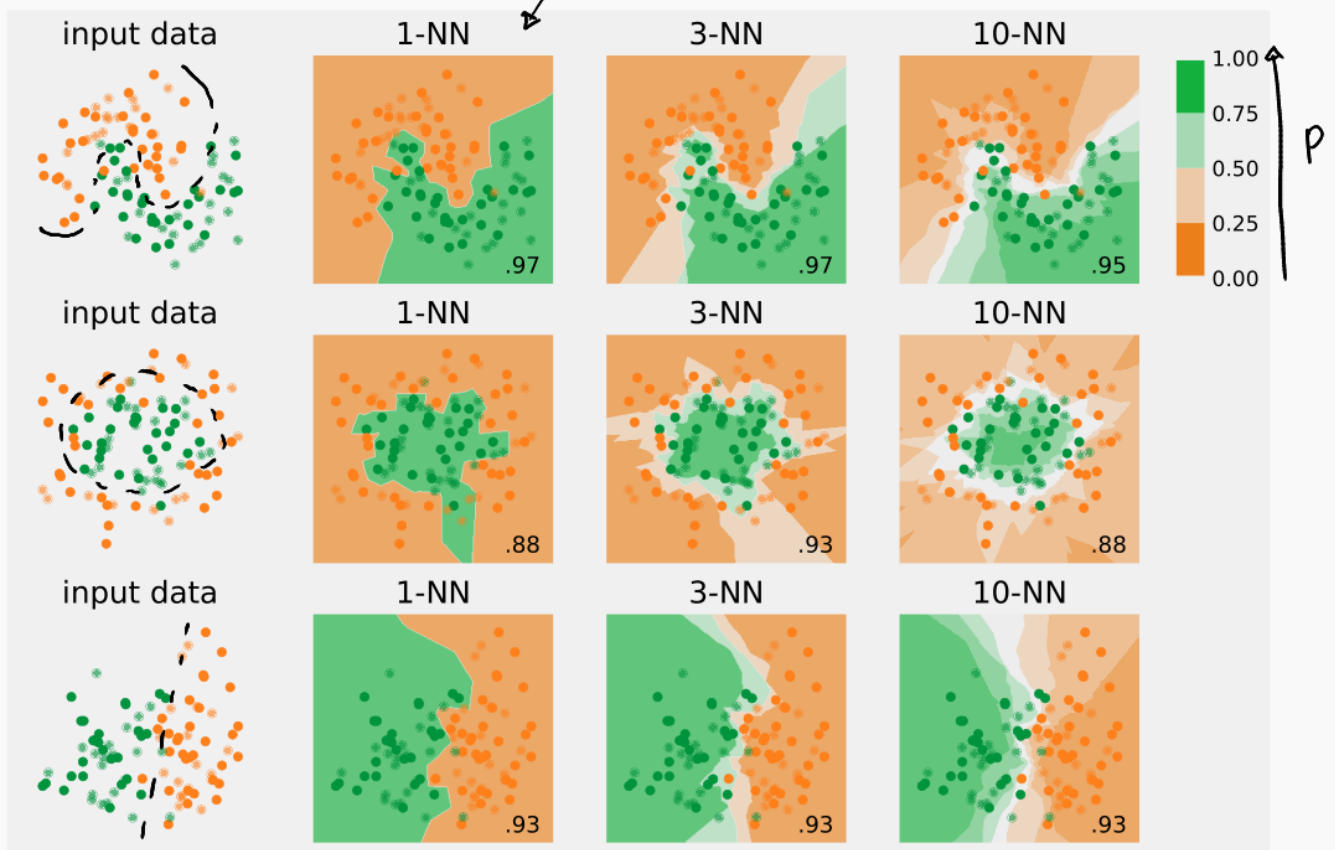 input data 1-NN 3-NN 10-NN
1.00
0.75
0.50
0.25
0.00
P
.97 .97 .95
input data 1-NN 3-NN 10-NN
.88 .93 .88
input data 1-NN 3-NN 10-NN
.93 .93 .93